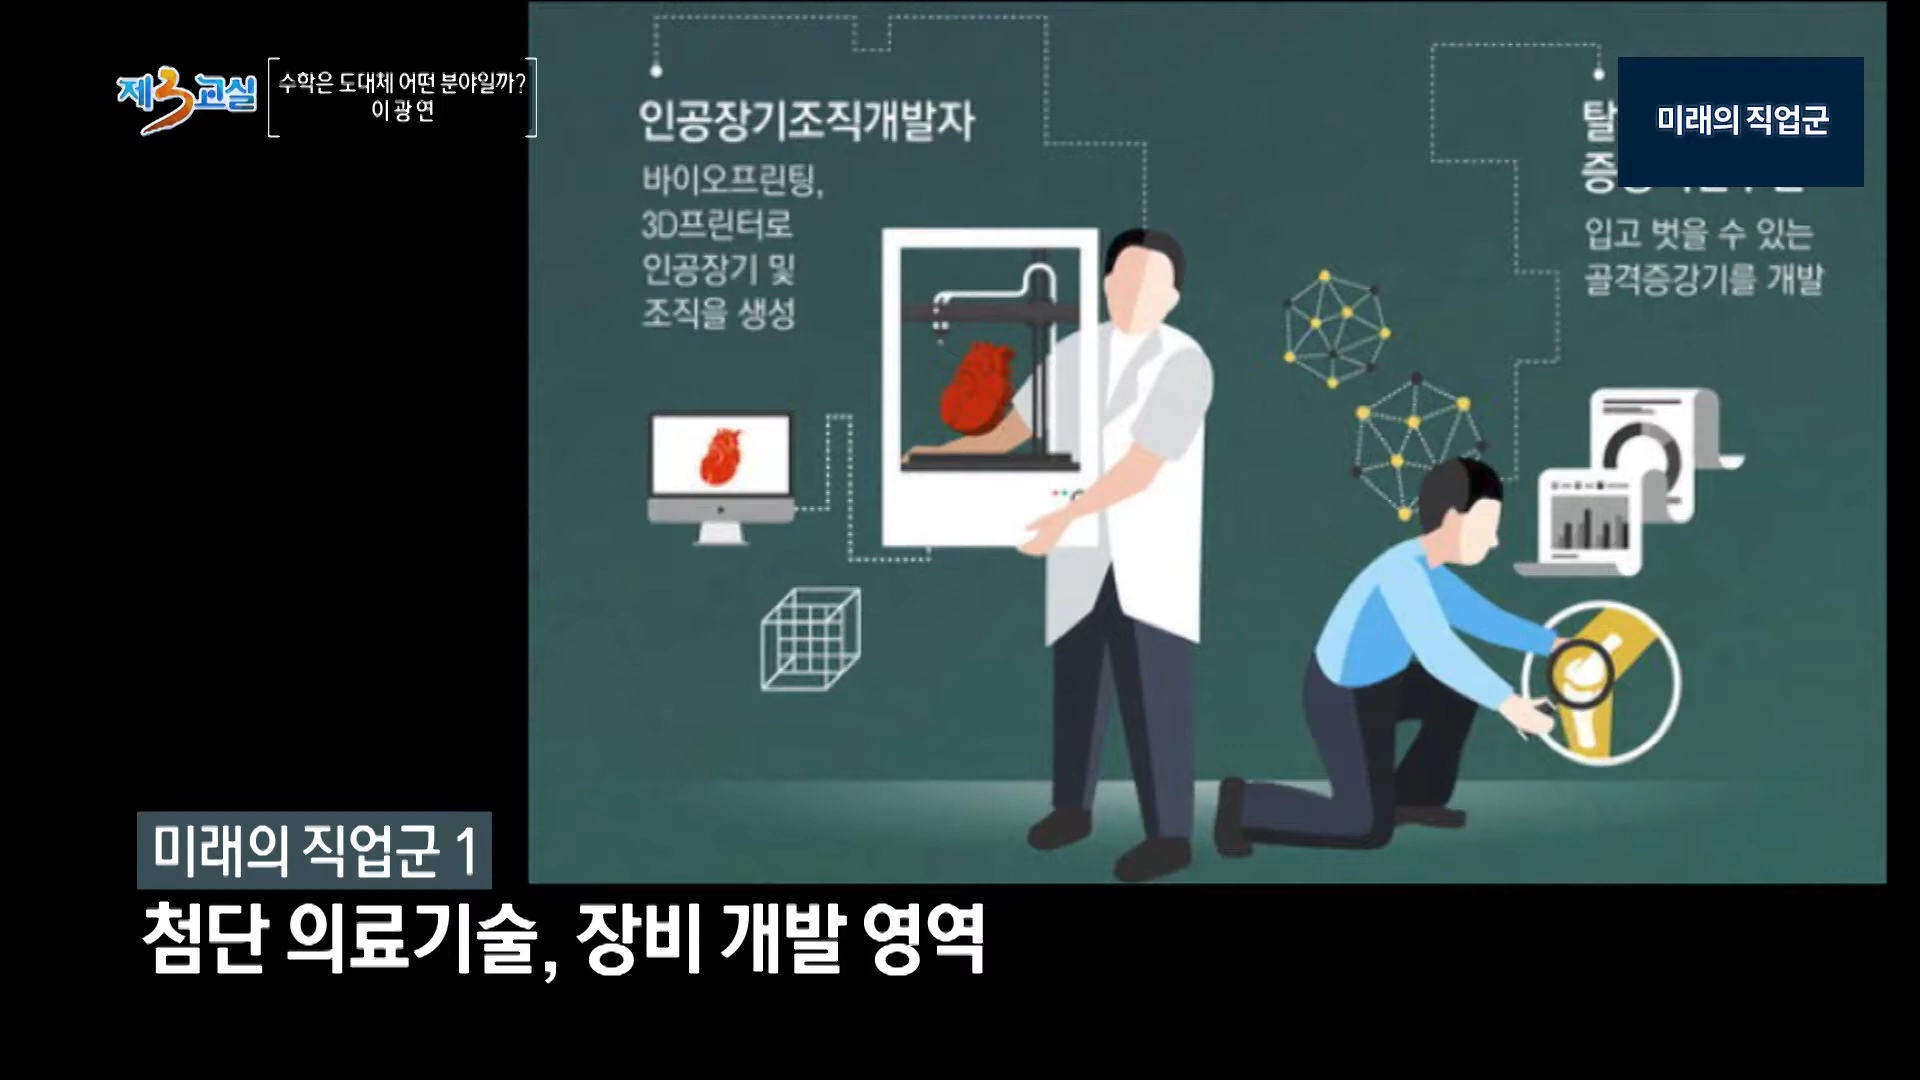 제3교실
수학은 도대체 어떤 분야일까?
이광연
미래의 직업군
인공장기조직개발자
바이오프린팅,
3D프린터로
인공장기 및
조직을 생성
입고 벗을 수 있는
골격증강기를 개발
미래의 직업군 1
첨단 의료기술, 장비 개발 영역